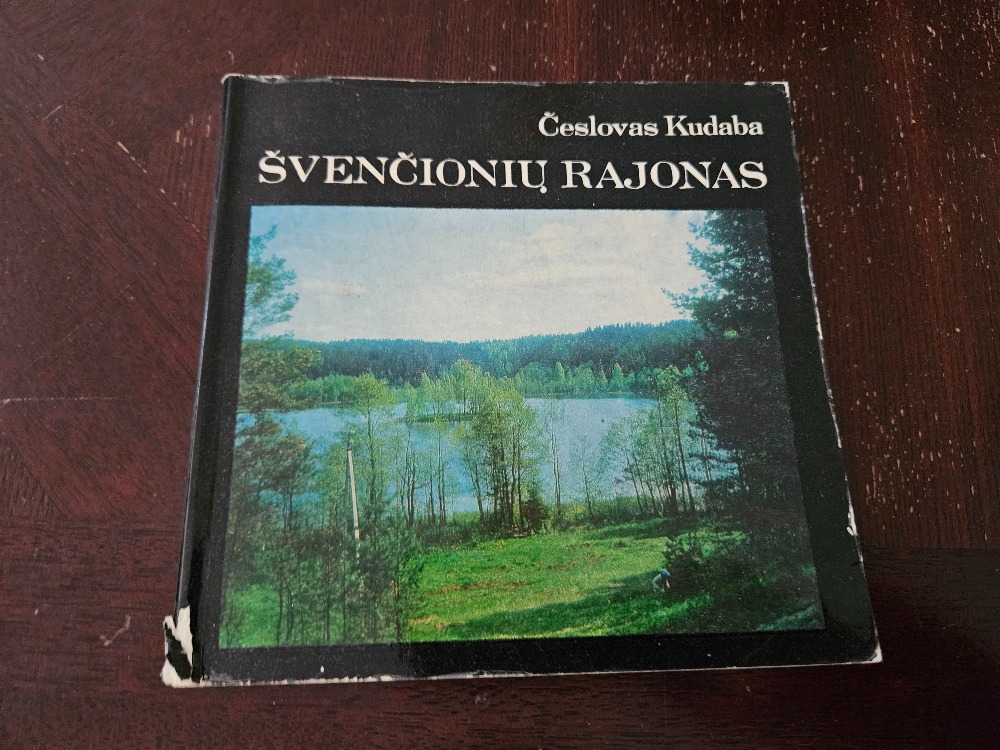 Česlovas Kudaba
ŠVENČIONIŲ RAJONAS